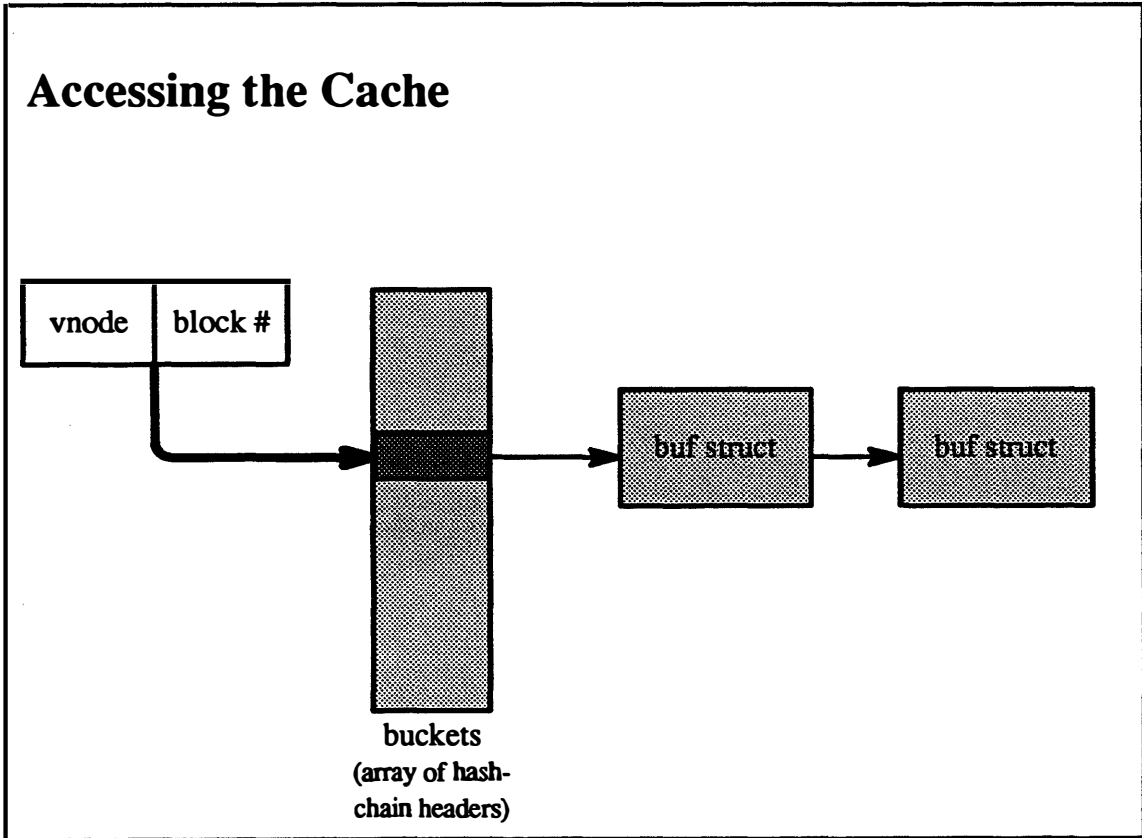 Accessing the Cache
vnode
block #
buf struct
buf struct
buckets
(array of hash-
chain headers)